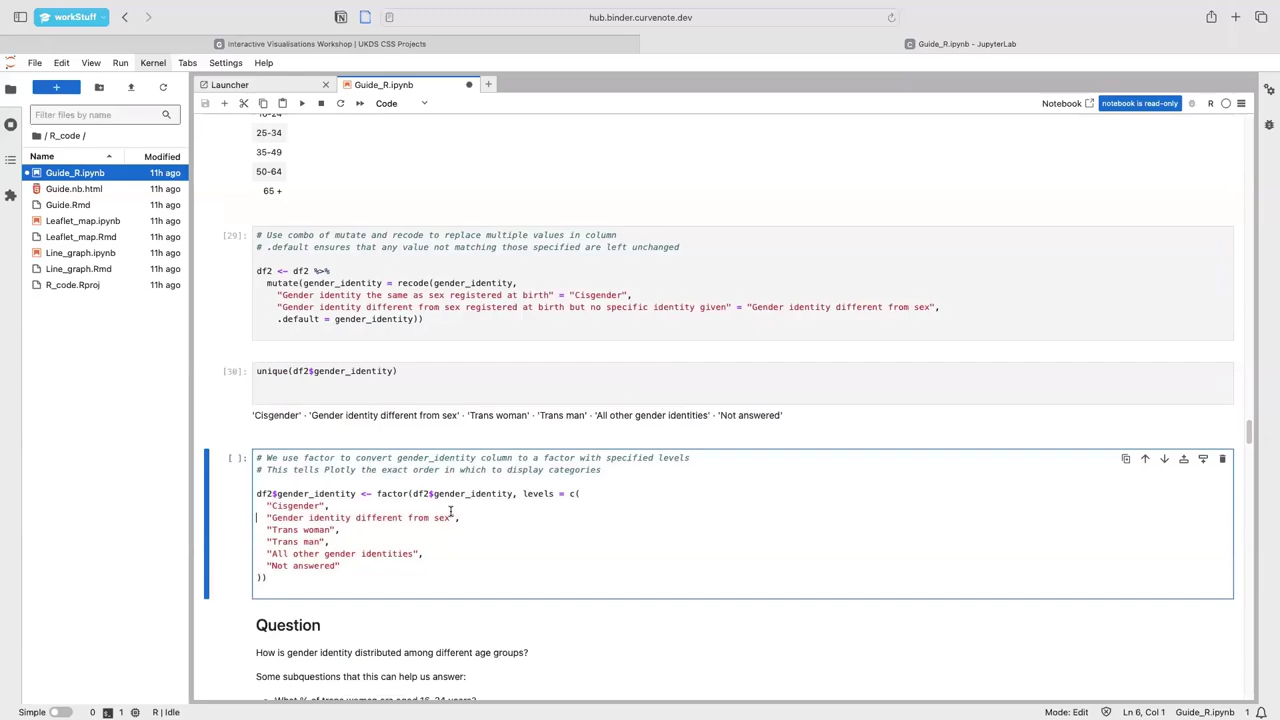 workStuff
hub.binder.curvenote.dev
Interactive Visualisations Workshop | UKDS CSS Projects
Guide_R.ipynb - JupyterLab
File Edit View Run Kernel Tabs Settings Help
Launcher
Guide_R.ipynb
Code
Notebook
notebook is read-only
R
Filter files by name
/ R_code /
Name Modified
Guide_R.ipynb 11h ago
Guide.nb.html 11h ago
Guide.Rmd 11h ago
Leaflet_map.ipynb 11h ago
Leaflet_map.Rmd 11h ago
Line_graph.ipynb 11h ago
Line_graph.Rmd 11h ago
R_code.Rproj 11h ago
16-24
25-34
35-49
50-64
65 +
[29]:
# Use combo of mutate and recode to replace multiple values in column
# .default ensures that any value not matching those specified are left unchanged
df2 <- df2 %>%
mutate(gender_identity = recode(gender_identity,
"Gender identity the same as sex registered at birth" = "Cisgender",
"Gender identity different from sex registered at birth but no specific identity given" = "Gender identity different from sex",
.default = gender_identity))
[30]:
unique(df2$gender_identity)
'Cisgender' · 'Gender identity different from sex' · 'Trans woman' · 'Trans man' · 'All other gender identities' · 'Not answered'
[ ]:
# We use factor to convert gender_identity column to a factor with specified levels
# This tells Plotly the exact order in which to display categories
df2$gender_identity <- factor(df2$gender_identity, levels = c(
"Cisgender",
"Gender identity different from sex",
"Trans woman",
"Trans man",
"All other gender identities",
"Not answered"
))
Question
How is gender identity distributed among different age groups?
Some subquestions that this can help us answer:
What % of trans women are aged 16-24 years?
Simple 0 1 R | Idle
Mode: Edit Ln 6, Col 1 Guide_R.ipynb 1